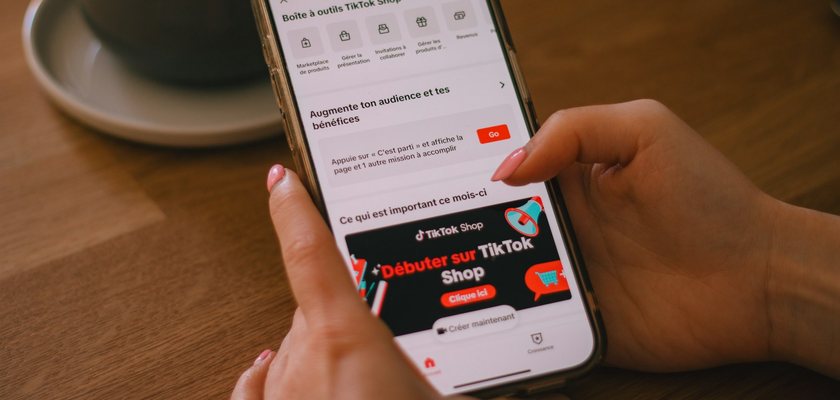 Boîte à outils TikTok Shop
Marketplace
de produits
Gérer la
présentation
Invitations à
collaborer
Gérer les
produits d'...
Revenus
Augmente ton audience et tes
bénéfices
Appuie sur « C'est parti » et affiche la
page et 1 autre mission à accomplir
Go
Ce qui est important ce mois-ci
TikTok Shop
Débuter sur TikTok
Shop
Clique ici
Créer maintenant
Croissance